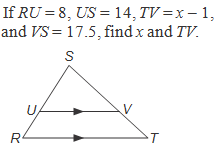 If RU = 8, US = 14, TV = x − 1,
and VS = 17.5, find x and TV.
S
U
V
R
T